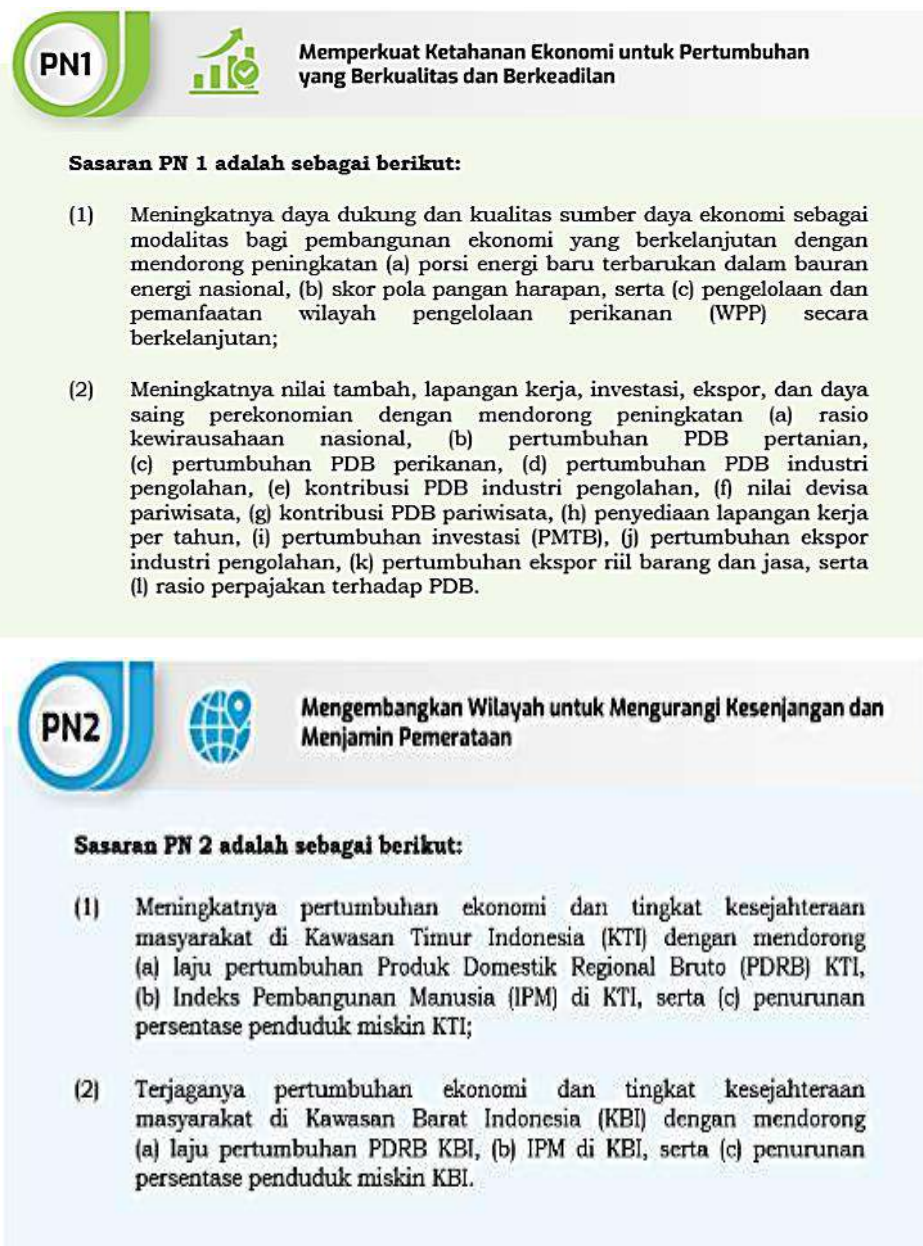 PN1
Memperkuat Ketahanan Ekonomi untuk Pertumbuhan
yang Berkualitas dan Berkeadilan
Sasaran PN 1 adalah sebagai berikut:
(1) Meningkatnya daya dukung dan kualitas sumber daya ekonomi sebagai
modalitas bagi pembangunan ekonomi yang berkelanjutan dengan
mendorong peningkatan (a) porsi energi baru terbarukan dalam bauran
energi nasional, (b) skor pola pangan harapan, serta (c) pengelolaan dan
pemanfaatan wilayah pengelolaan perikanan (WPP) secara
berkelanjutan;
(2) Meningkatnya nilai tambah, lapangan kerja, investasi, ekspor, dan daya
saing perekonomian dengan mendorong peningkatan (a) rasio
kewirausahaan nasional, (b) pertumbuhan PDB pertanian,
(c) pertumbuhan PDB perikanan, (d) pertumbuhan PDB industri
pengolahan, (e) kontribusi PDB industri pengolahan, (f) nilai devisa
pariwisata, (g) kontribusi PDB pariwisata, (h) penyediaan lapangan kerja
per tahun, (i) pertumbuhan investasi (PMTB), (j) pertumbuhan ekspor
industri pengolahan, (k) pertumbuhan ekspor riil barang dan jasa, serta
(l) rasio perpajakan terhadap PDB.
PN2
Mengembangkan Wilayah untuk Mengurangi Kesenjangan dan
Menjamin Pemerataan
Sasaran PN 2 adalah sebagai berikut:
(1) Meningkatnya pertumbuhan ekonomi dan tingkat kesejahteraan
masyarakat di Kawasan Timur Indonesia (KTI) dengan mendorong
(a) laju pertumbuhan Produk Domestik Regional Bruto (PDRB) KTI,
(b) Indeks Pembangunan Manusia (IPM) di KTI, serta (c) penurunan
persentase penduduk miskin KTI;
(2) Terjaganya pertumbuhan ekonomi dan tingkat kesejahteraan
masyarakat di Kawasan Barat Indonesia (KBI) dengan mendorong
(a) laju pertumbuhan PDRB KBI, (b) IPM di KBI, serta (c) penurunan
persentase penduduk miskin KBI.